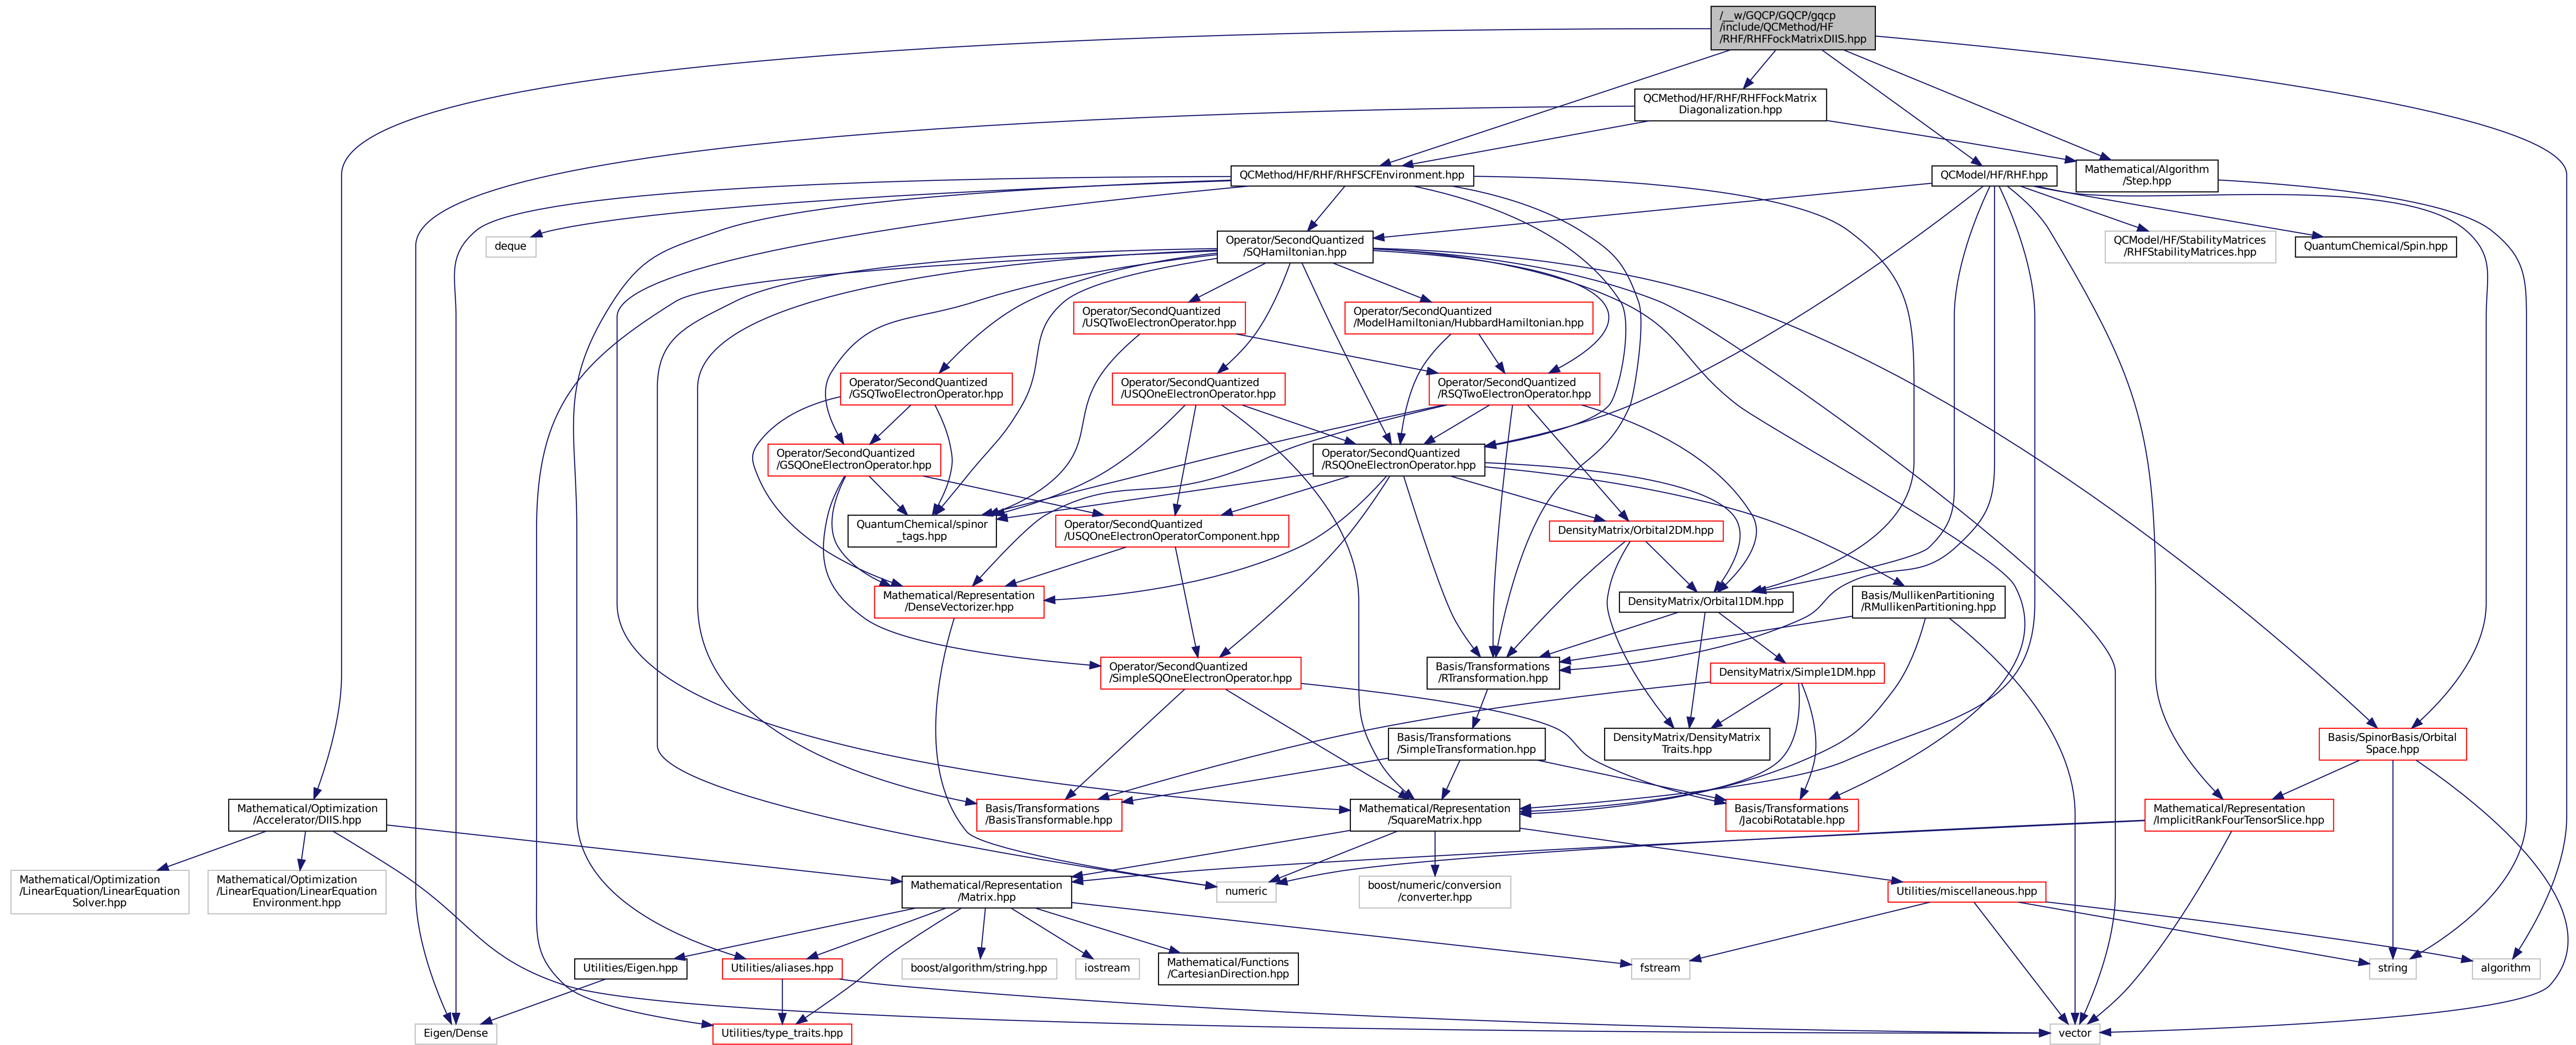 /__w/GQCP/GQCP/gqcp
/include/QCMethod/HF
/RHF/RHFFockMatrixDIIS.hpp
QCMethod/HF/RHF/RHFFockMatrix
Diagonalization.hpp
QCMethod/HF/RHF/RHFSCFEnvironment.hpp
QCModel/HF/RHF.hpp
Mathematical/Algorithm
/Step.hpp
deque
Operator/SecondQuantized
/SQHamiltonian.hpp
QCModel/HF/StabilityMatrices
/RHFStabilityMatrices.hpp
QuantumChemical/Spin.hpp
Operator/SecondQuantized
/USQTwoElectronOperator.hpp
Operator/SecondQuantized
/ModelHamiltonian/HubbardHamiltonian.hpp
Operator/SecondQuantized
/GSQTwoElectronOperator.hpp
Operator/SecondQuantized
/USQOneElectronOperator.hpp
Operator/SecondQuantized
/RSQTwoElectronOperator.hpp
Operator/SecondQuantized
/GSQOneElectronOperator.hpp
Operator/SecondQuantized
/RSQOneElectronOperator.hpp
QuantumChemical/spinor
_tags.hpp
Operator/SecondQuantized
/USQOneElectronOperatorComponent.hpp
DensityMatrix/Orbital2DM.hpp
Mathematical/Representation
/DenseVectorizer.hpp
DensityMatrix/Orbital1DM.hpp
Basis/MullikenPartitioning
/RMullikenPartitioning.hpp
Operator/SecondQuantized
/SimpleSQOneElectronOperator.hpp
Basis/Transformations
/RTransformation.hpp
DensityMatrix/Simple1DM.hpp
Basis/Transformations
/SimpleTransformation.hpp
DensityMatrix/DensityMatrix
Traits.hpp
Basis/SpinorBasis/Orbital
Space.hpp
Mathematical/Optimization
/Accelerator/DIIS.hpp
Basis/Transformations
/BasisTransformable.hpp
Mathematical/Representation
/SquareMatrix.hpp
Basis/Transformations
/JacobiRotatable.hpp
Mathematical/Representation
/ImplicitRankFourTensorSlice.hpp
Mathematical/Optimization
/LinearEquation/LinearEquation
Solver.hpp
Mathematical/Optimization
/LinearEquation/LinearEquation
Environment.hpp
Mathematical/Representation
/Matrix.hpp
numeric
boost/numeric/conversion
/converter.hpp
Utilities/miscellaneous.hpp
Utilities/Eigen.hpp
Utilities/aliases.hpp
boost/algorithm/string.hpp
iostream
Mathematical/Functions
/CartesianDirection.hpp
fstream
string
algorithm
Eigen/Dense
Utilities/type_traits.hpp
vector